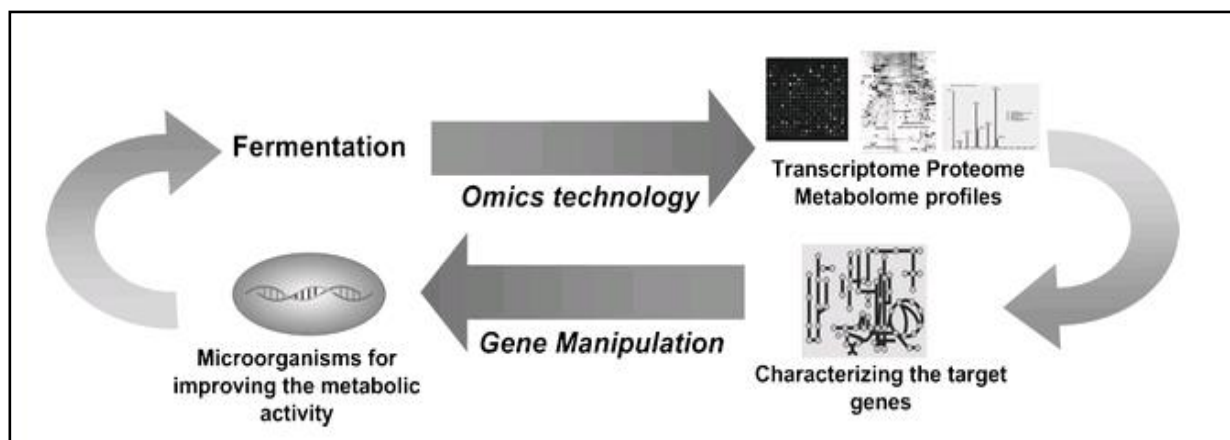 Fermentation
Omics technology
Transcriptome Proteome
Metabolome profiles
Gene Manipulation
Microorganisms for
improving the metabolic
activity
Characterizing the target
genes